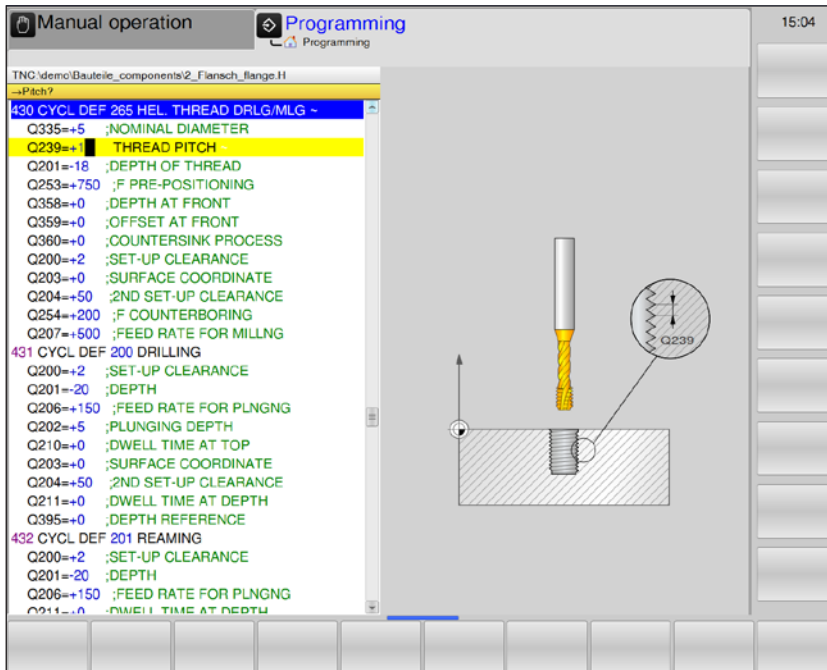 Manual operation
Programming
Programming
15:04
TNC:\demo\Bauteile_components\2_Flansch_flange.H
→Pitch?
430 CYCL DEF 265 HEL. THREAD DRLG/MLG ~
Q335=+5 ;NOMINAL DIAMETER
Q239=+1 THREAD PITCH ~
Q201=-18 ;DEPTH OF THREAD
Q253=+750 ;F PRE-POSITIONING
Q358=+0 ;DEPTH AT FRONT
Q359=+0 ;OFFSET AT FRONT
Q360=+0 ;COUNTERSINK PROCESS
Q200=+2 ;SET-UP CLEARANCE
Q203=+0 ;SURFACE COORDINATE
Q204=+50 ;2ND SET-UP CLEARANCE
Q254=+200 ;F COUNTERBORING
Q207=+500 ;FEED RATE FOR MILLNG
431 CYCL DEF 200 DRILLING
Q200=+2 ;SET-UP CLEARANCE
Q201=-20 ;DEPTH
Q206=+150 ;FEED RATE FOR PLNGNG
Q202=+5 ;PLUNGING DEPTH
Q210=+0 ;DWELL TIME AT TOP
Q203=+0 ;SURFACE COORDINATE
Q204=+50 ;2ND SET-UP CLEARANCE
Q211=+0 ;DWELL TIME AT DEPTH
Q395=+0 ;DEPTH REFERENCE
432 CYCL DEF 201 REAMING
Q200=+2 ;SET-UP CLEARANCE
Q201=-20 ;DEPTH
Q206=+150 ;FEED RATE FOR PLNGNG
Q211=+0 ;DWELL TIME AT DEPTH
Q239